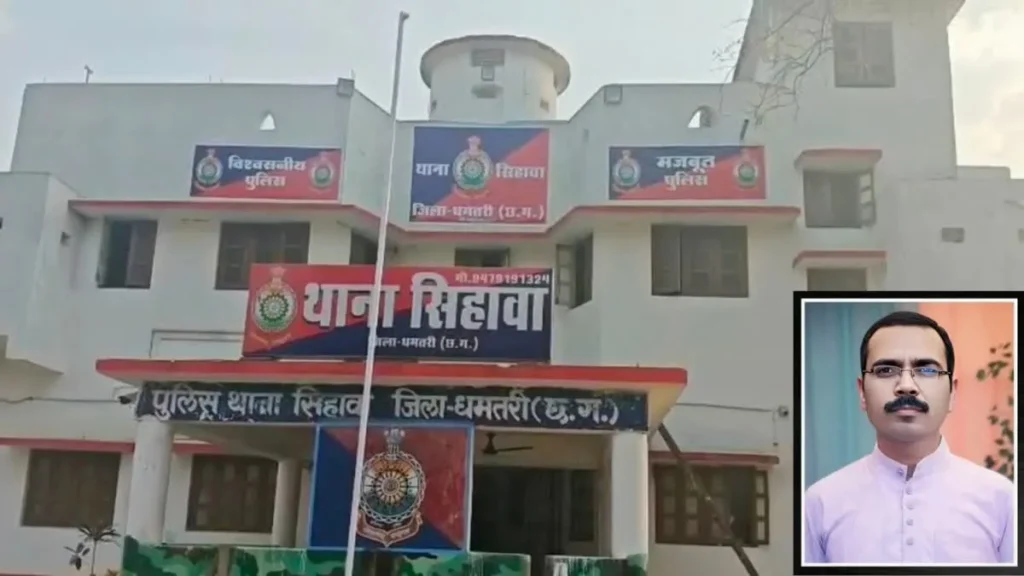 विश्वसनीय
पुलिस
थाना सिहावा
जिला-धमतरी (छ.ग.)
मजबूत
पुलिस
मो.9479191324
थाना सिहावा
जिला-धमतरी (छ.ग.)
पुलिस थाना सिहावा जिला-धमतरी (छ.ग.)